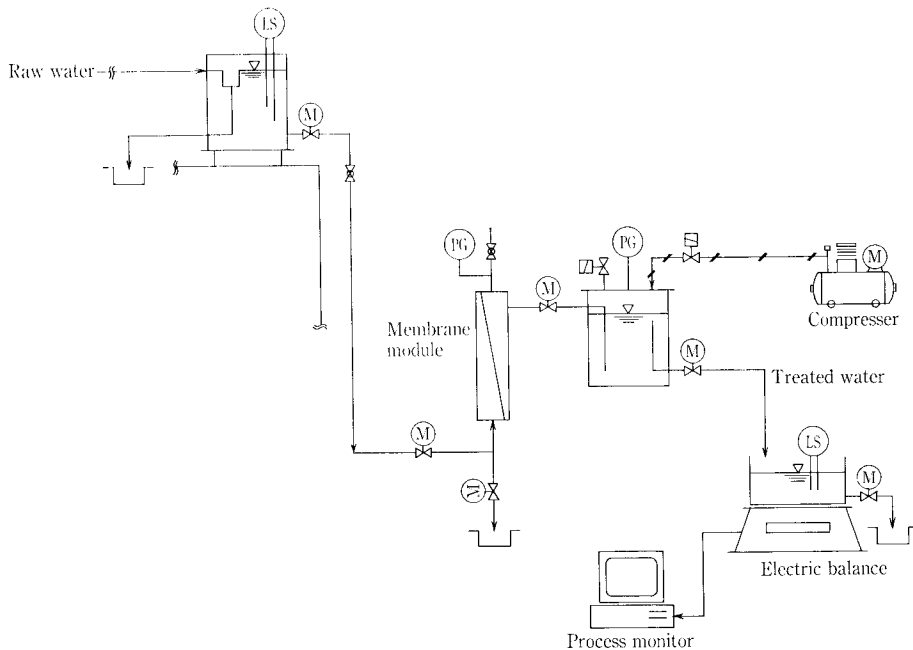 LS
Raw water
M
PG
PG
M
M
Compresser
Membrane
module
M
Treated water
M
LS
M
M
Electric balance
Process monitor